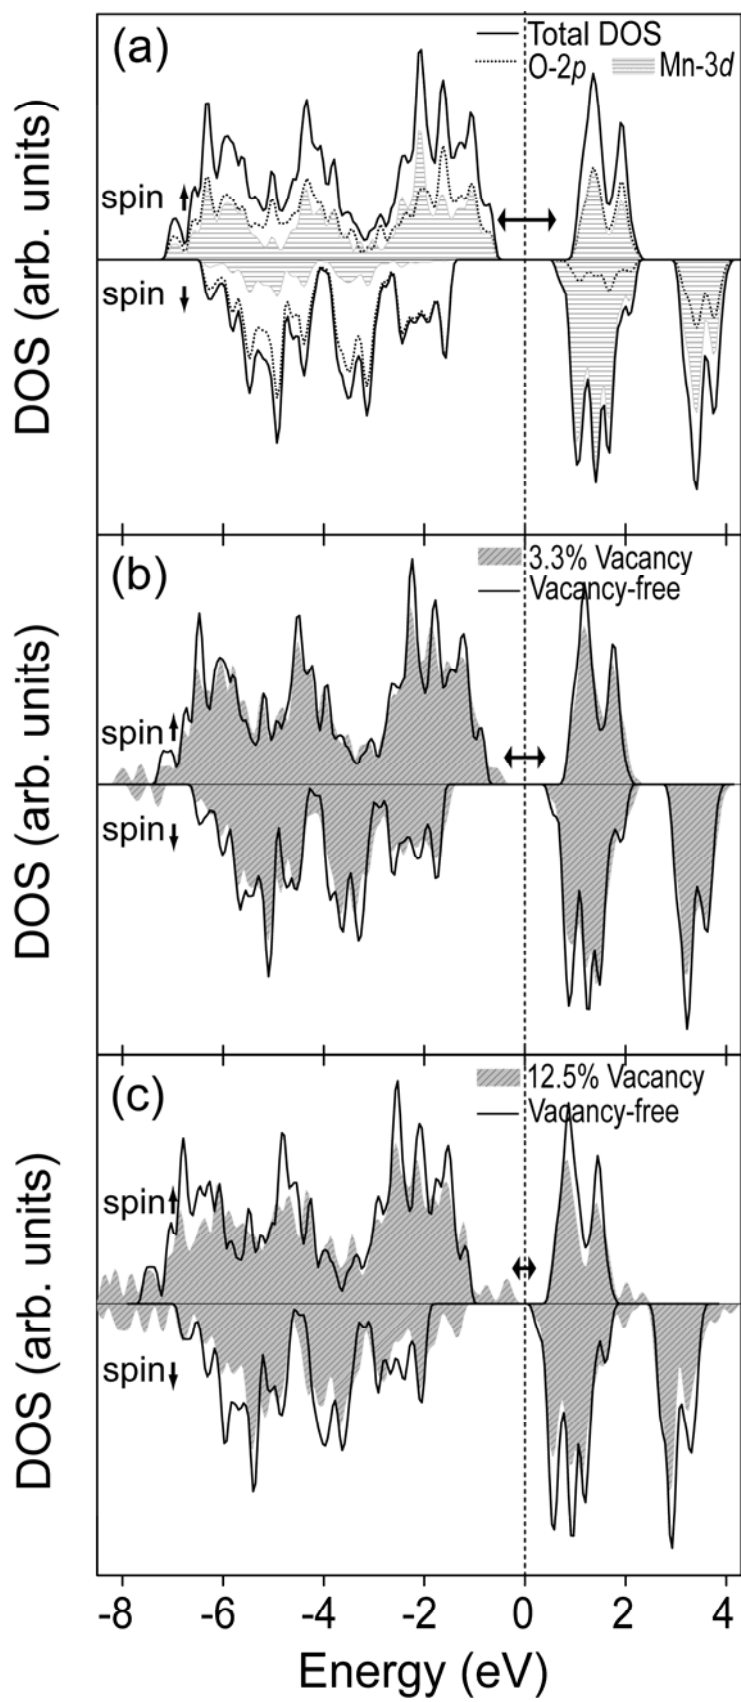 (a)
Total DOS
O-2p Mn-3d
spin ↑
spin ↓
DOS (arb. units)
(b)
3.3% Vacancy
Vacancy-free
spin ↑
spin ↓
DOS (arb. units)
(c)
12.5% Vacancy
Vacancy-free
spin ↑
spin ↓
DOS (arb. units)
-8 -6 -4 -2 0 2 4
Energy (eV)